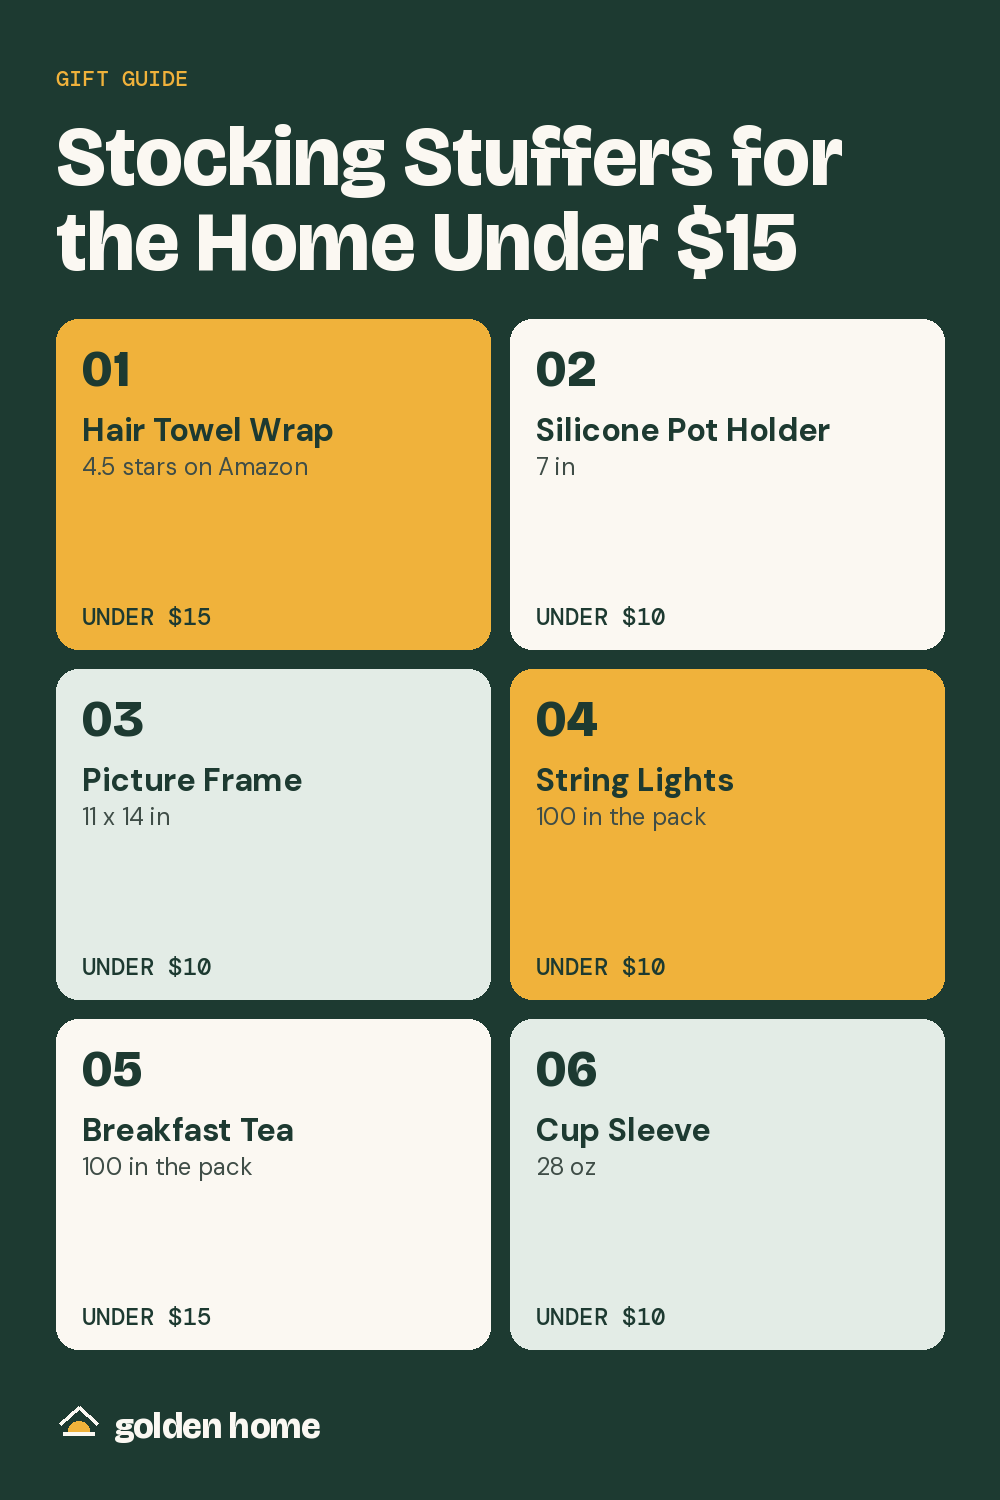 GIFT GUIDE
Stocking Stuffers for
the Home Under $15
01
Hair Towel Wrap
4.5 stars on Amazon
UNDER $15
02
Silicone Pot Holder
7 in
UNDER $10
03
Picture Frame
11 x 14 in
UNDER $10
04
String Lights
100 in the pack
UNDER $10
05
Breakfast Tea
100 in the pack
UNDER $15
06
Cup Sleeve
28 oz
UNDER $10
golden home